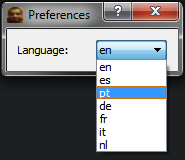 Preferences
Language: en
en
es
pt
de
fr
it
nl